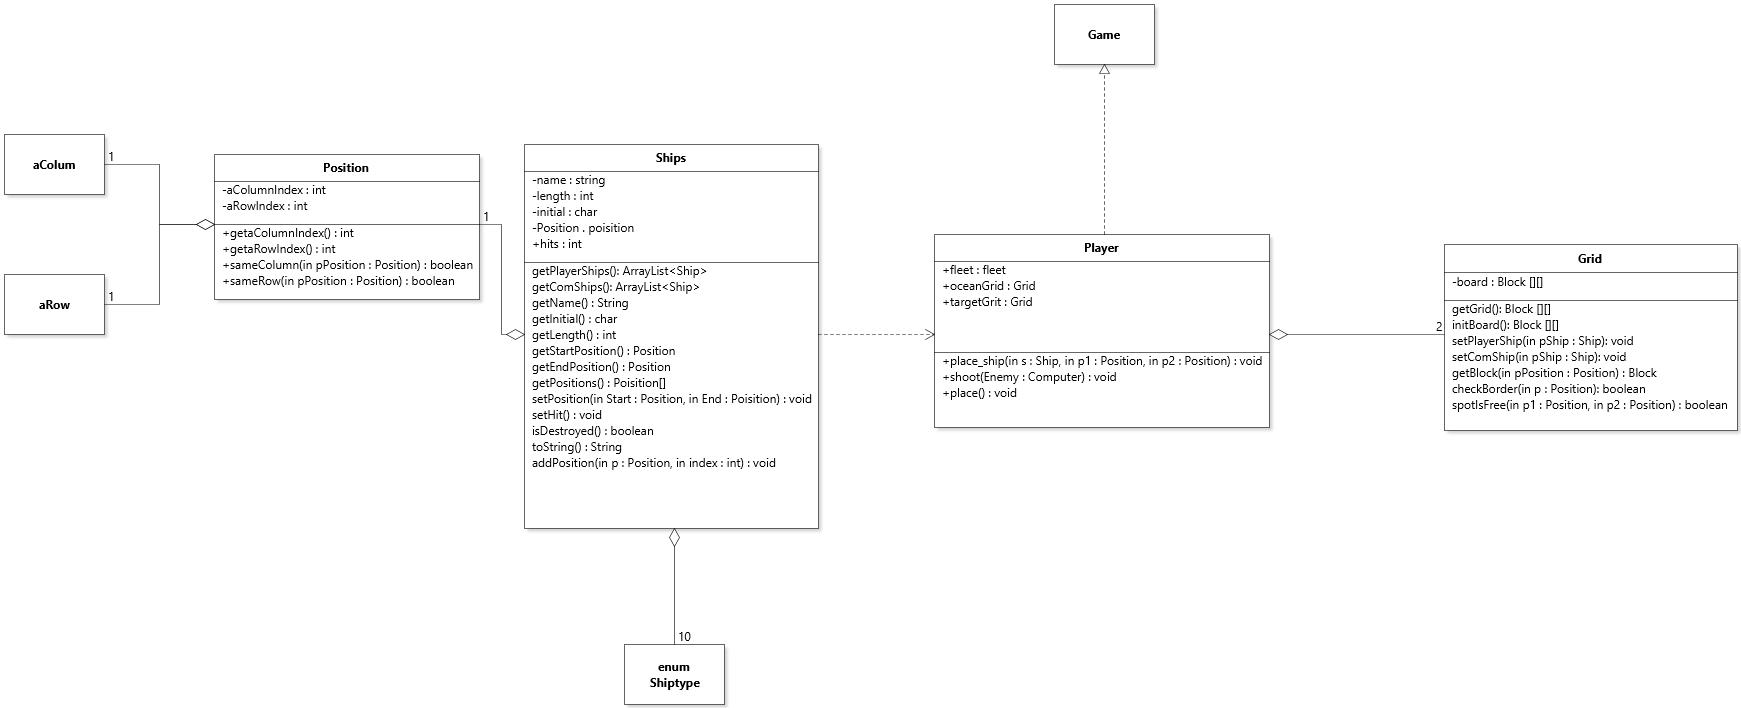 Game
aColum
1
aRow
1
Position
-aColumnIndex : int
-aRowIndex : int
+getaColumnIndex() : int
+getaRowIndex() : int
+sameColumn(in pPosition : Position) : boolean
+sameRow(in pPosition : Position) : boolean
1
Ships
-name : string
-length : int
-initial : char
-Position . poisition
+hits : int
getPlayerShips(): ArrayList<Ship>
getComShips(): ArrayList<Ship>
getName() : String
getInitial() : char
getLength() : int
getStartPosition() : Position
getEndPosition() : Position
getPositions() : Poisition[]
setPosition(in Start : Position, in End : Poisition) : void
setHit() : void
isDestroyed() : boolean
toString() : String
addPosition(in p : Position, in index : int) : void
10
enum
Shiptype
Player
+fleet : fleet
+oceanGrid : Grid
+targetGrit : Grid
+place_ship(in s : Ship, in p1 : Position, in p2 : Position) : void
+shoot(Enemy : Computer) : void
+place() : void
2
Grid
-board : Block [][]
getGrid(): Block [][]
initBoard(): Block [][]
setPlayerShip(in pShip : Ship): void
setComShip(in pShip : Ship): void
getBlock(in pPosition : Position) : Block
checkBorder(in p : Position): boolean
spotIsFree(in p1 : Position, in p2 : Position) : boolean